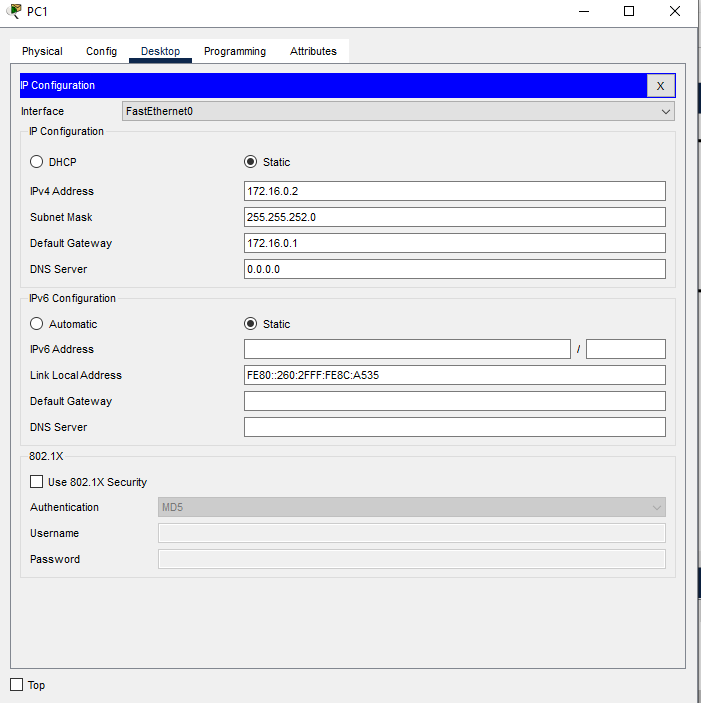 PC1
Physical Config Desktop Programming Attributes
IP Configuration X
Interface FastEthernet0
IP Configuration
DHCP Static
IPv4 Address 172.16.0.2
Subnet Mask 255.255.252.0
Default Gateway 172.16.0.1
DNS Server 0.0.0.0
IPv6 Configuration
Automatic Static
IPv6 Address /
Link Local Address FE80::260:2FFF:FE8C:A535
Default Gateway
DNS Server
802.1X
Use 802.1X Security
Authentication MD5
Username
Password
Top